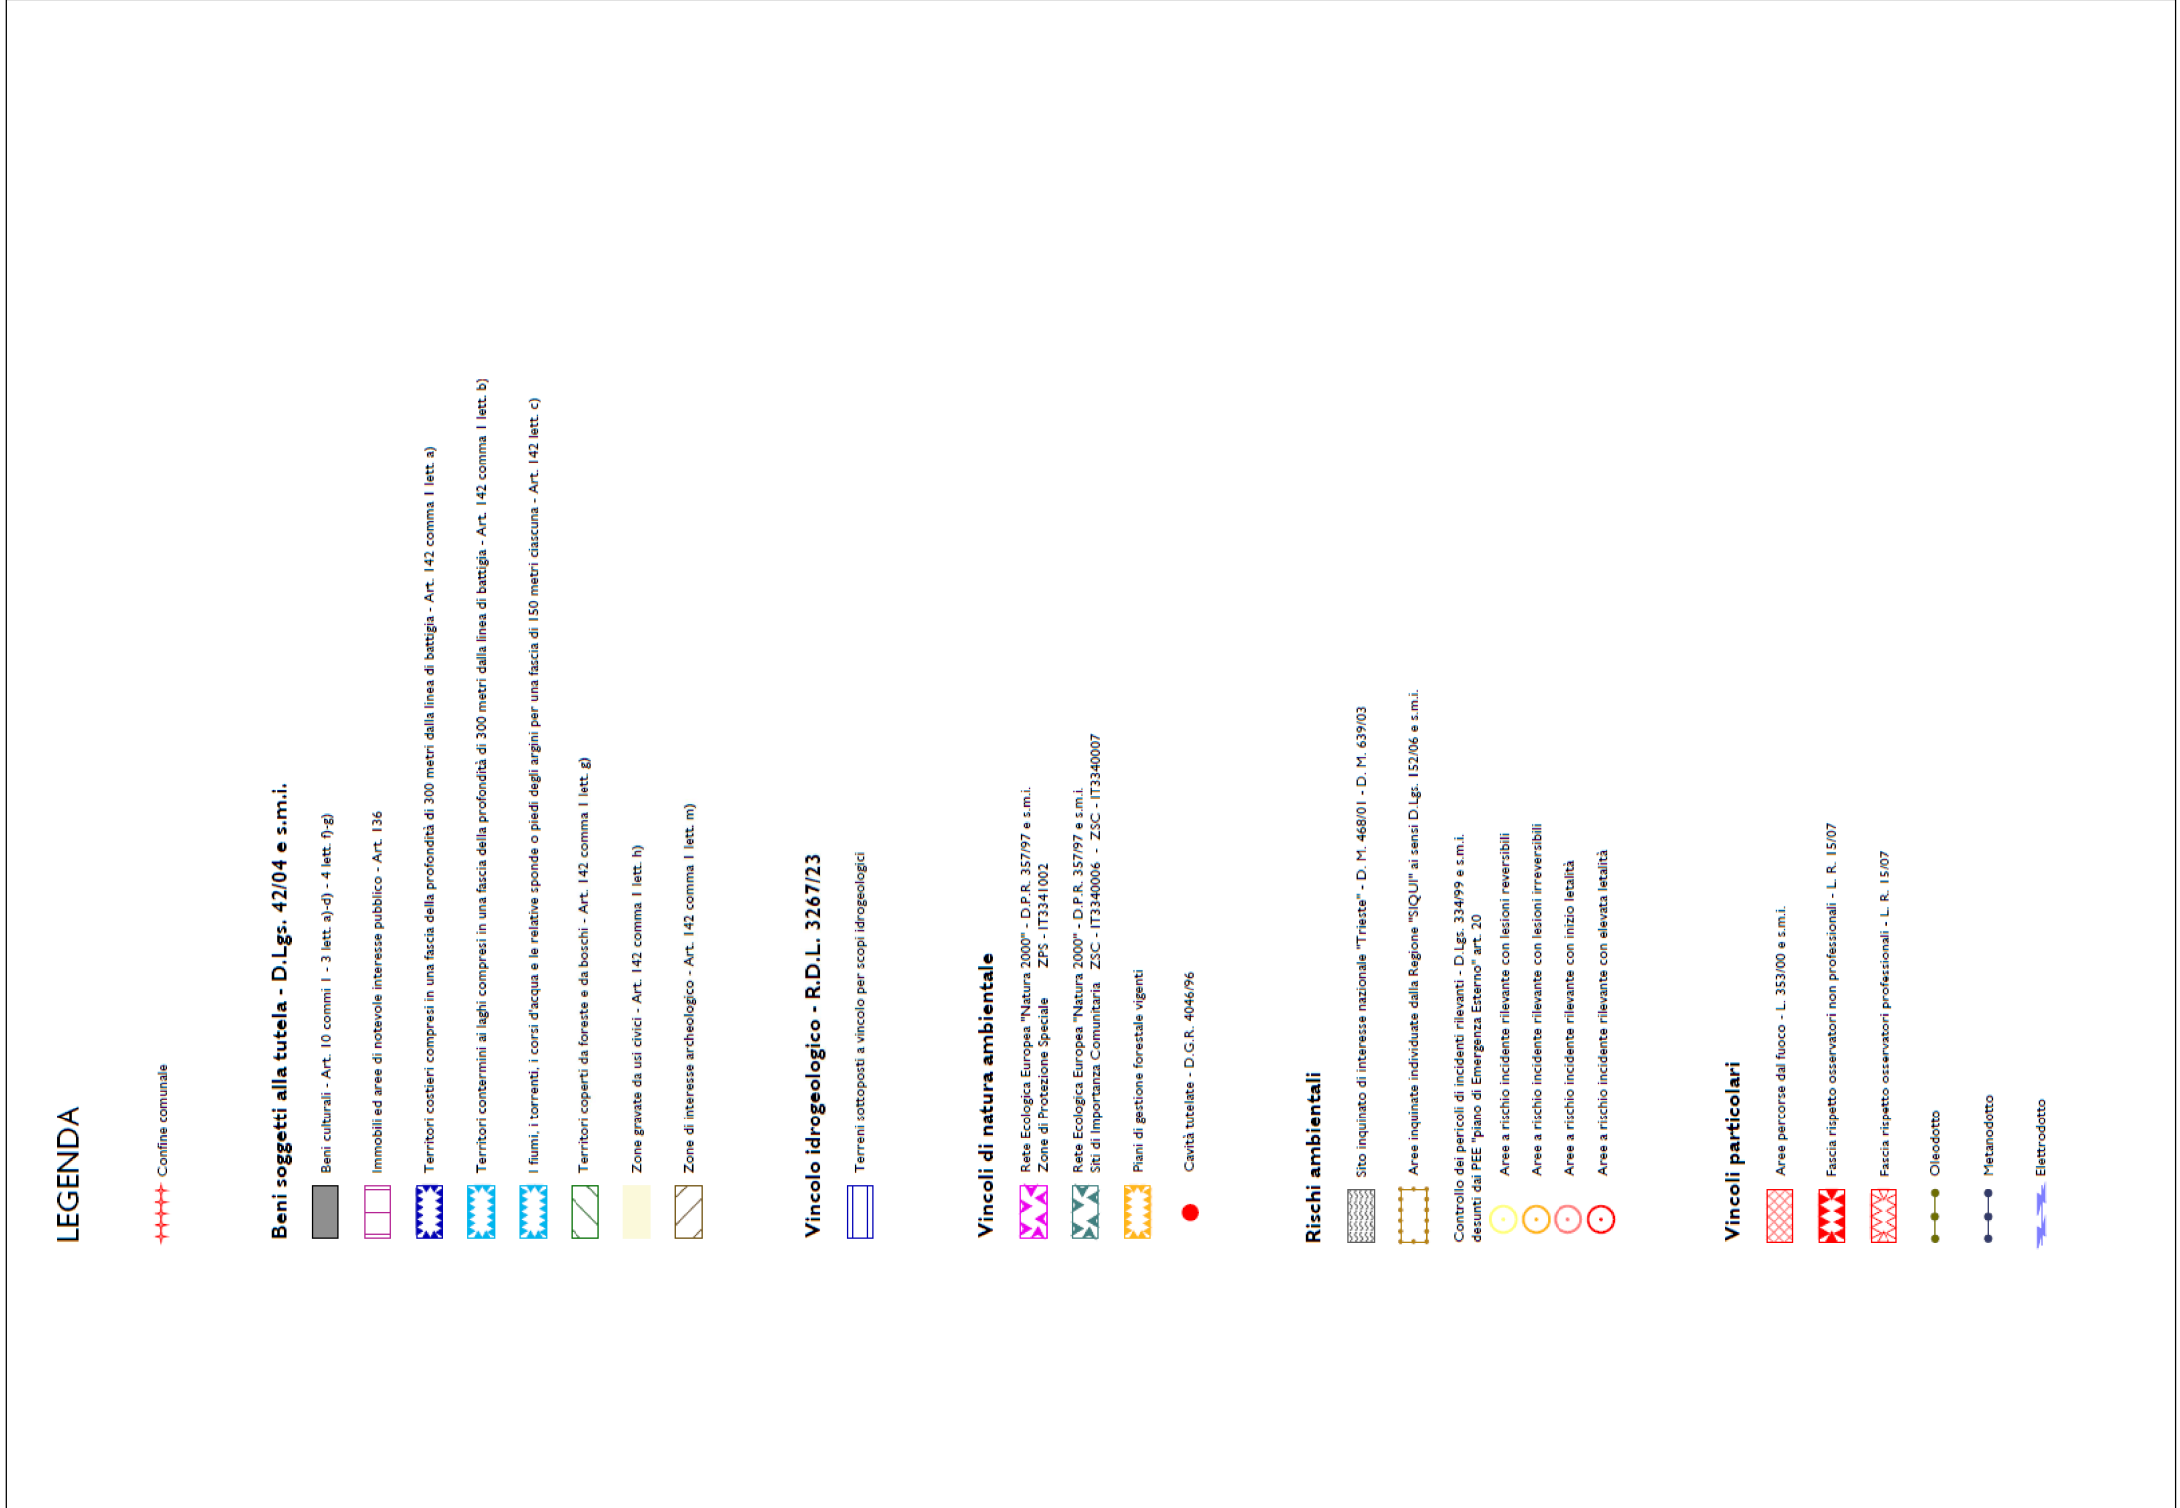 LEGENDA
Confine comunale
Beni soggetti alla tutela - D.Lgs. 42/04 e s.m.i.
Beni culturali - Art. 10 commi 1 - 3 lett. a)-d) - 4 lett. f)-g)
Immobili ed aree di notevole interesse pubblico - Art. 136
Territori costieri compresi in una fascia della profondità di 300 metri dalla linea di battigia - Art. 142 comma 1 lett. a)
Territori contermini ai laghi compresi in una fascia della profondità di 300 metri dalla linea di battigia - Art. 142 comma 1 lett. b)
I fiumi, i torrenti, i corsi d'acqua e le relative sponde o piedi degli argini per una fascia di 150 metri ciascuna - Art. 142 lett. c)
Territori coperti da foreste e da boschi - Art. 142 comma 1 lett. g)
Zone gravate da usi civici - Art. 142 comma 1 lett. h)
Zone di interesse archeologico - Art. 142 comma 1 lett. m)
Vincolo idrogeologico - R.D.L. 3267/23
Terreni sottoposti a vincolo per scopi idrogeologici
Vincoli di natura ambientale
Rete Ecologica Europea "Natura 2000" - D.P.R. 357/97 e s.m.i.
Zone di Protezione Speciale ZPS - IT3341002
Rete Ecologica Europea "Natura 2000" - D.P.R. 357/97 e s.m.i.
Siti di Importanza Comunitaria ZSC - IT3340006 - ZSC - IT3340007
Piani di gestione forestale vigenti
Cavità tutelate - D.G.R. 4046/96
Rischi ambientali
Sito inquinato di interesse nazionale "Trieste" - D. M. 468/01 - D. M. 639/03
Aree inquinate individuate dalla Regione "SIQUI" ai sensi D.Lgs. 152/06 e s.m.i.
Controllo dei pericoli di incidenti rilevanti - D.Lgs. 334/99 e s.m.i.
desunti dai PEE "piano di Emergenza Esterno" art. 20
Aree a rischio incidente rilevante con lesioni reversibili
Aree a rischio incidente rilevante con lesioni irreversibili
Aree a rischio incidente rilevante con inizio letalità
Aree a rischio incidente rilevante con elevata letalità
Vincoli particolari
Aree percorse dal fuoco - L. 353/00 e s.m.i.
Fascia rispetto osservatori non professionali - L. R. 15/07
Fascia rispetto osservatori professionali - L. R. 15/07
Oleodotto
Metanodotto
Elettrodotto